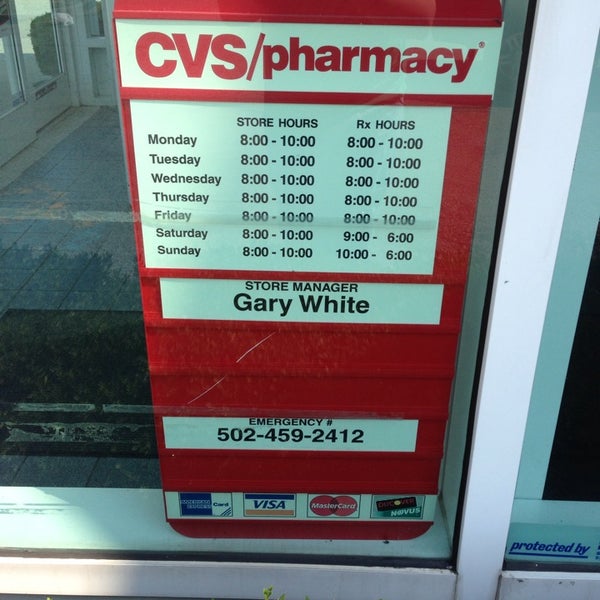 CVS/pharmacy®
STORE HOURS Rx HOURS
Monday 8:00 - 10:00 8:00 - 10:00
Tuesday 8:00 - 10:00 8:00 - 10:00
Wednesday 8:00 - 10:00 8:00 - 10:00
Thursday 8:00 - 10:00 8:00 - 10:00
Friday 8:00 - 10:00 8:00 - 10:00
Saturday 8:00 - 10:00 9:00 - 6:00
Sunday 8:00 - 10:00 10:00 - 6:00
STORE MANAGER
Gary White
EMERGENCY #
502-459-2412
AMERICAN EXPRESS Card VISA MasterCard DISCOVER NOVUS
protected by